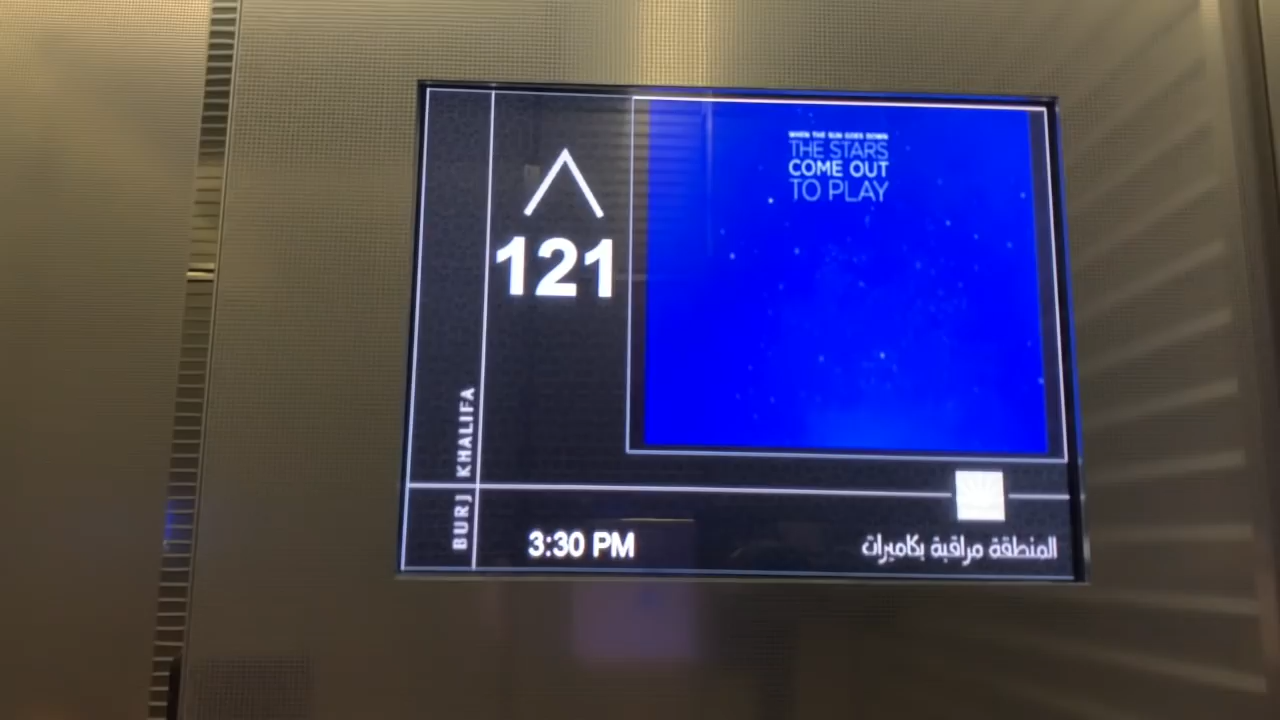 121
WHEN THE SUN GOES DOWN
THE STARS
COME OUT
TO PLAY
BURJ KHALIFA
3:30 PM
المنطقة مراقبة بكاميرات